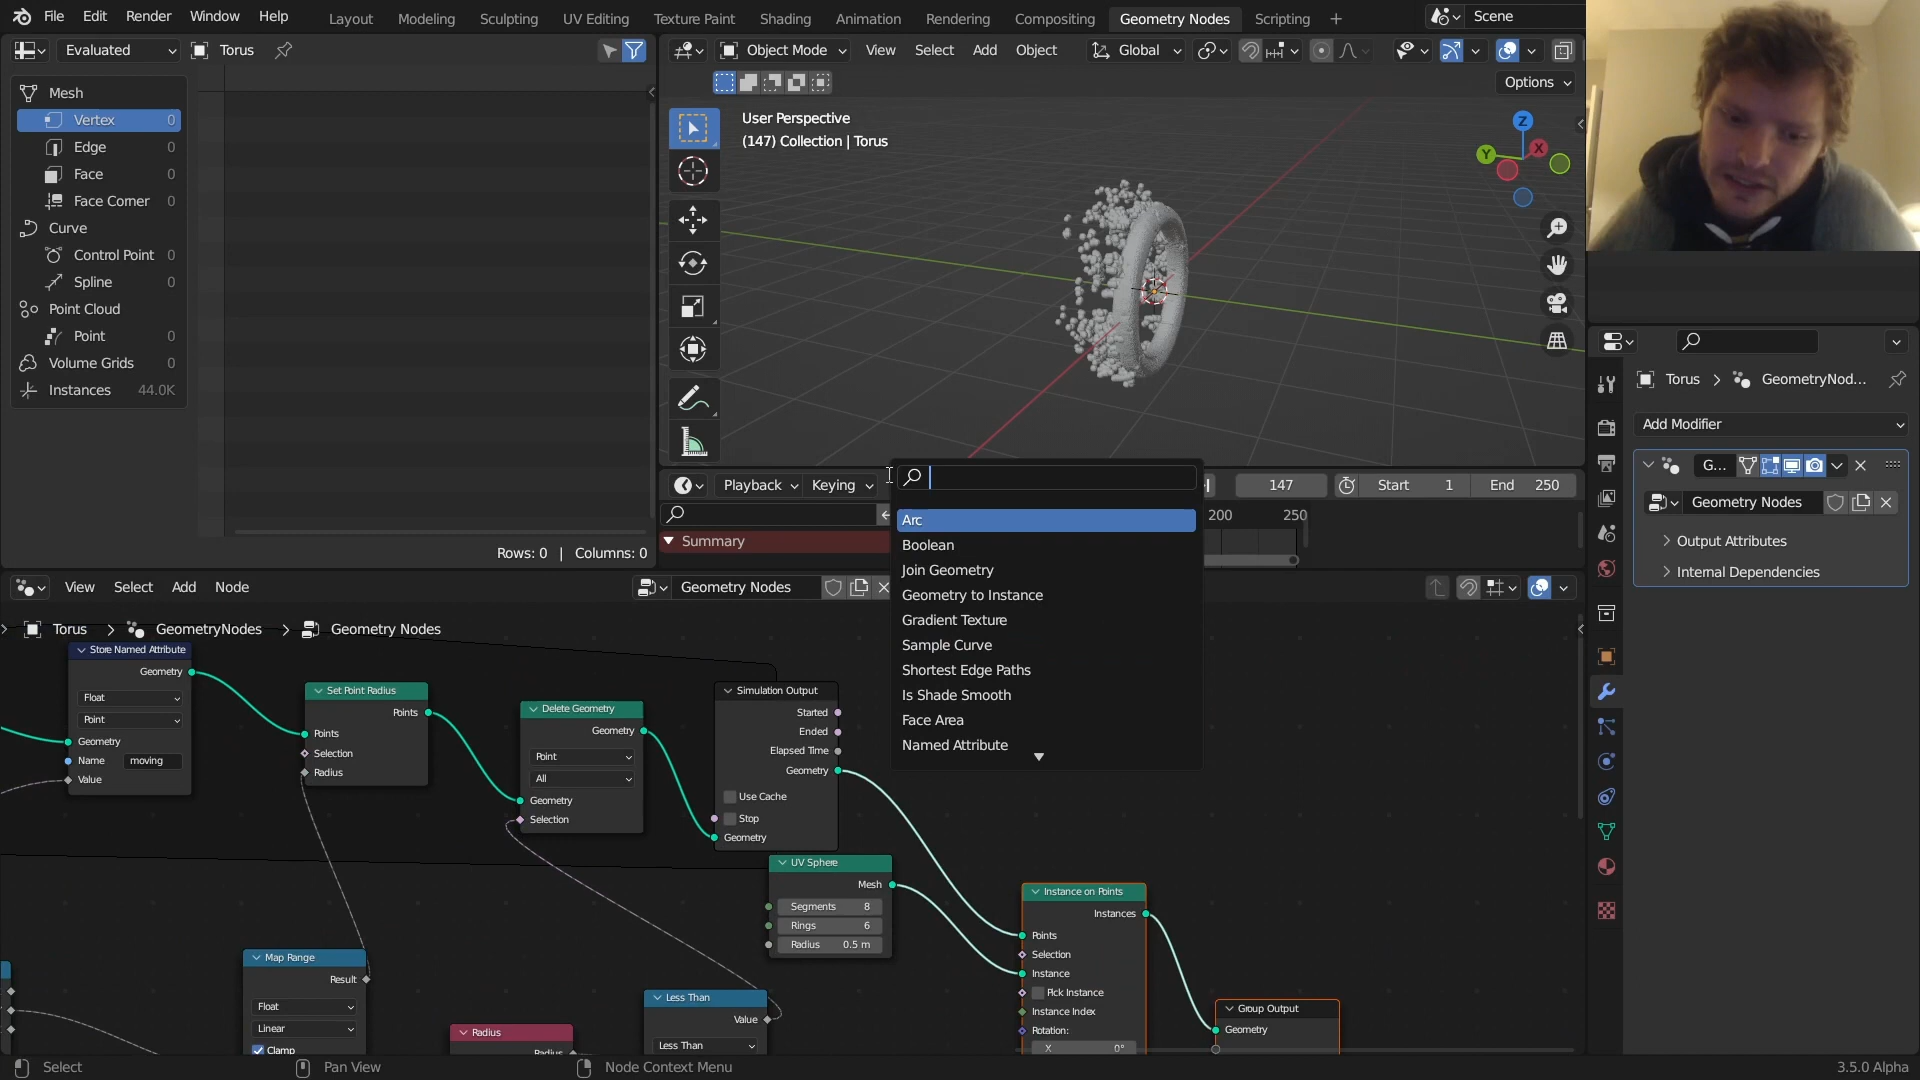 File Edit Render Window Help
Layout Modeling Sculpting UV Editing Texture Paint Shading Animation Rendering Compositing Geometry Nodes Scripting +
Scene
Evaluated
Torus
Object Mode
View Select Add Object
Global
Options
Mesh
Vertex 0
Edge 0
Face 0
Face Corner 0
Curve
Control Point 0
Spline 0
Point Cloud
Point 0
Volume Grids 0
Instances 44.0K
Rows: 0 | Columns: 0
User Perspective
(147) Collection | Torus
Z
Y
X
Playback
Keying
147
Start 1
End 250
200 250
Summary
Arc
Boolean
Join Geometry
Geometry to Instance
Gradient Texture
Sample Curve
Shortest Edge Paths
Is Shade Smooth
Face Area
Named Attribute
Torus > GeometryNod...
Add Modifier
G...
Geometry Nodes
Output Attributes
Internal Dependencies
View Select Add Node
Geometry Nodes
Torus > GeometryNodes > Geometry Nodes
Store Named Attribute
Geometry
Float
Point
Geometry
Name moving
Value
Set Point Radius
Points
Points
Selection
Radius
Delete Geometry
Geometry
Point
All
Geometry
Selection
Simulation Output
Started
Ended
Elapsed Time
Geometry
Use Cache
Stop
Geometry
UV Sphere
Mesh
Segments 8
Rings 6
Radius 0.5 m
Instance on Points
Instances
Points
Selection
Instance
Pick Instance
Instance Index
Rotation:
X 0°
Group Output
Geometry
Map Range
Result
Float
Linear
Clamp
Radius
Radius
Less Than
Value
Less Than
Select
Pan View
Node Context Menu
3.5.0 Alpha